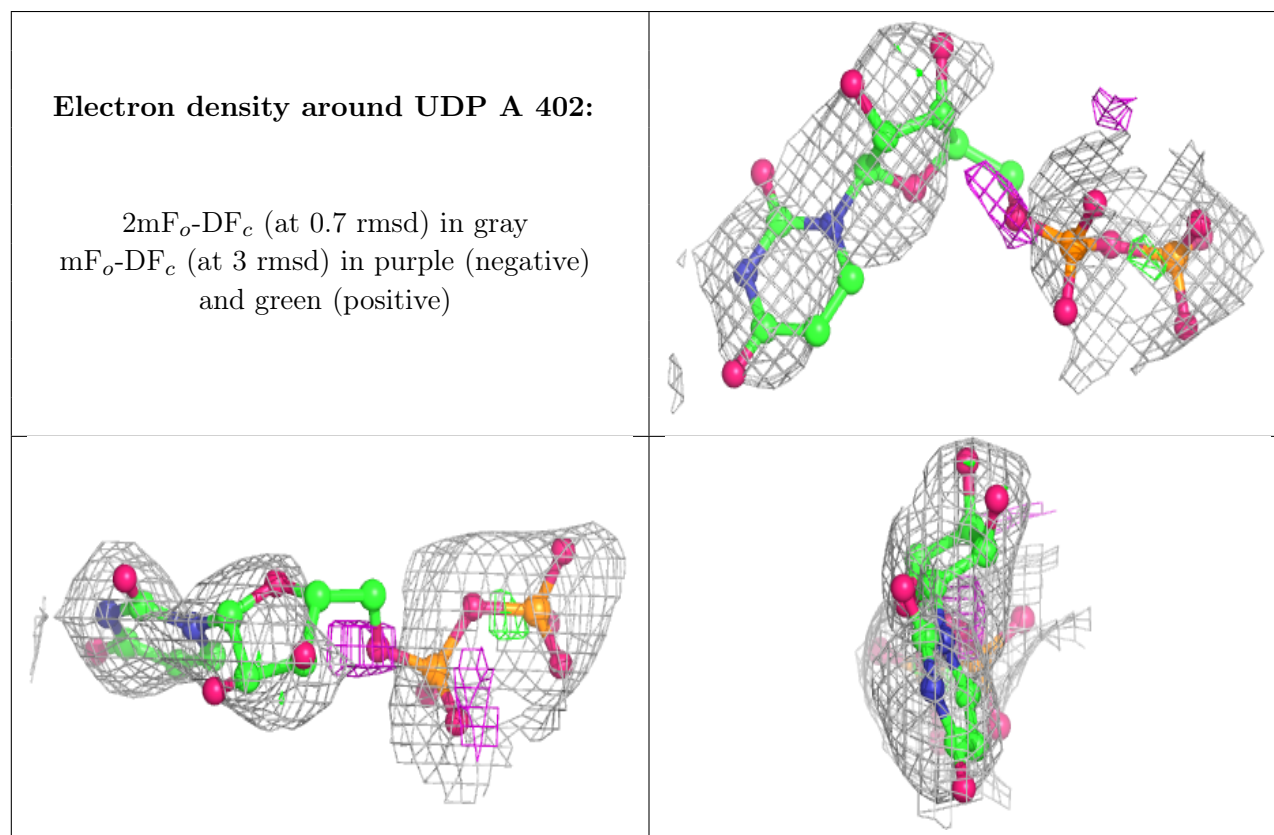 Electron density around UDP A 402:
2mFo-DFc (at 0.7 rmsd) in gray
mFo-DFc (at 3 rmsd) in purple (negative)
and green (positive)